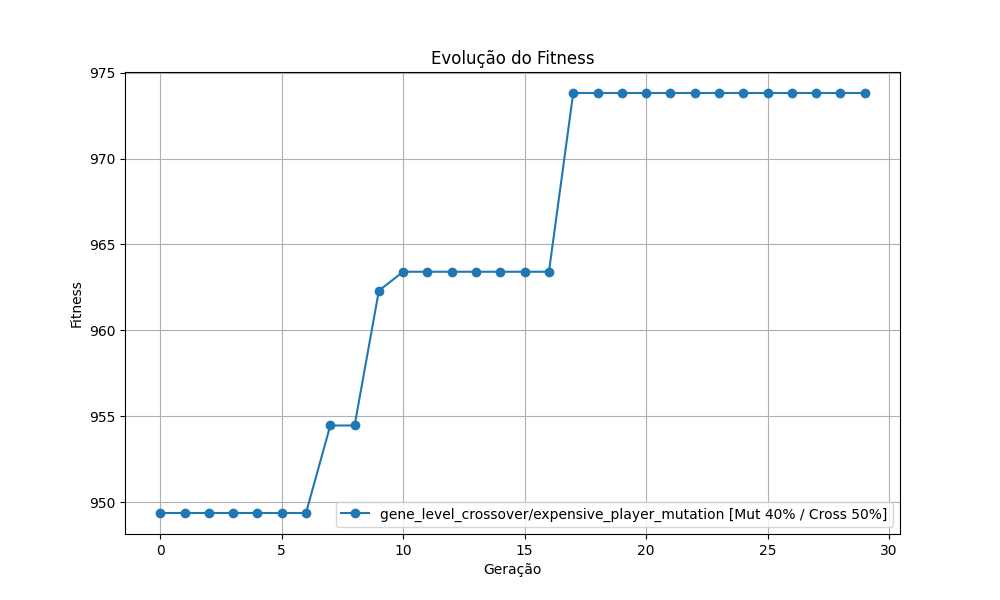 Evolução do Fitness
Fitness
975
970
965
960
955
950
gene_level_crossover/expensive_player_mutation [Mut 40% / Cross 50%]
0 5 10 15 20 25 30
Geração